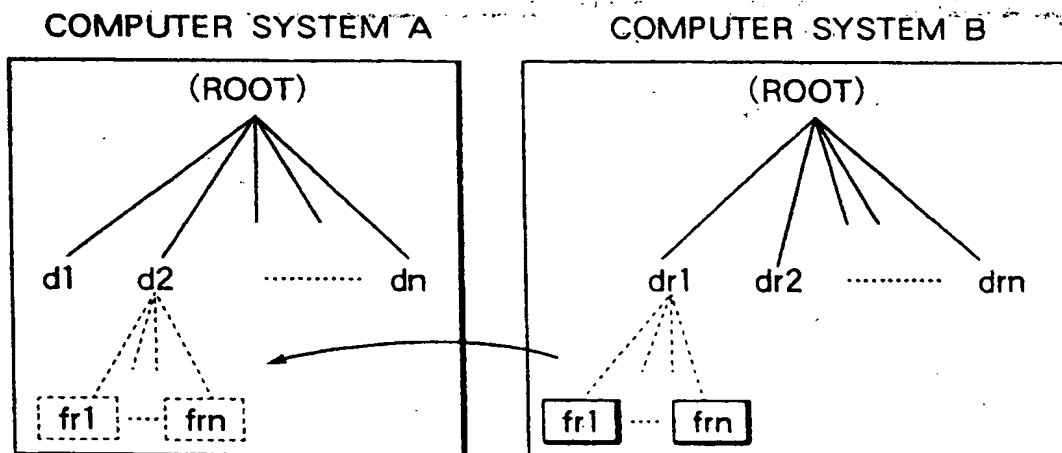 COMPUTER SYSTEM A
COMPUTER SYSTEM B
(ROOT)
(ROOT)
d1 d2 ............ dn
dr1 dr2 ............ drn
fr1 ..... frn
fr1 .... frn